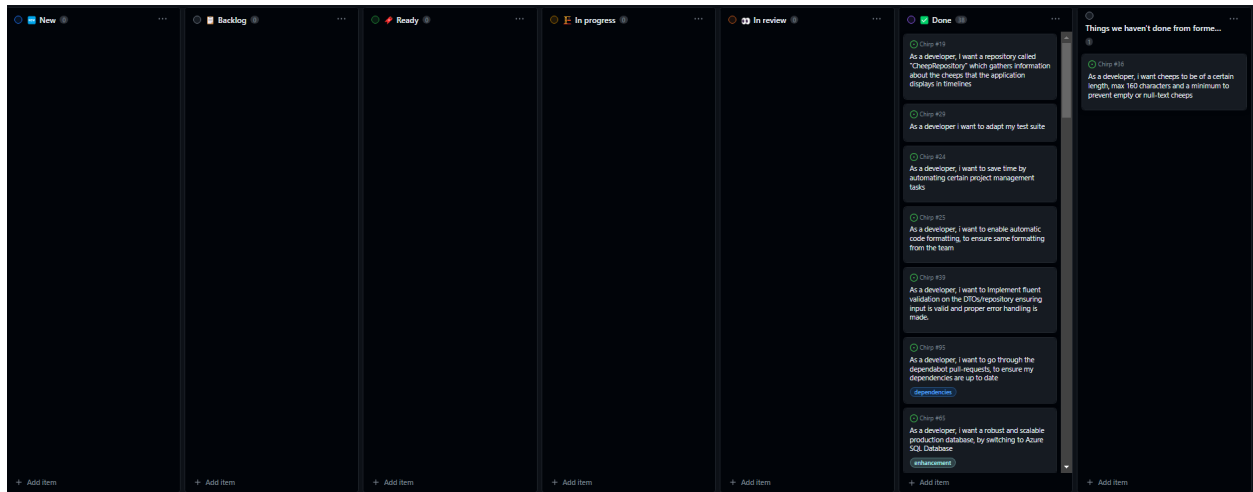 New 0
Backlog 0
Ready 0
In progress 0
In review 0
Done
Things we haven't done from forme...
1
Chirp #19
As a developer, I want a repository called
"CheepRepository" which gathers information
about the cheeps that the application
displays in timelines
Chirp #29
As a developer i want to adapt my test suite
Chirp #24
As a developer, i want to save time by
automating certain project management
tasks
Chirp #25
As a developer, i want to enable automatic
code formatting, to ensure same formatting
from the team
Chirp #39
As a developer, i want to Implement fluent
validation on the DTOs/repository ensuring
input is valid and proper error handling is
made.
Chirp #95
As a developer, i want to go through the
dependabot pull-requests, to ensure my
dependencies are up to date
dependencies
Chirp #65
As a developer, i want a robust and scalable
production database, by switching to Azure
SQL Database
enhancement
Chirp #38
As a developer, i want cheeps to be of a certain
length, max 160 characters and a minimum to
prevent empty or null-text cheeps
+ Add item
+ Add item
+ Add item
+ Add item
+ Add item
+ Add item
+ Add item